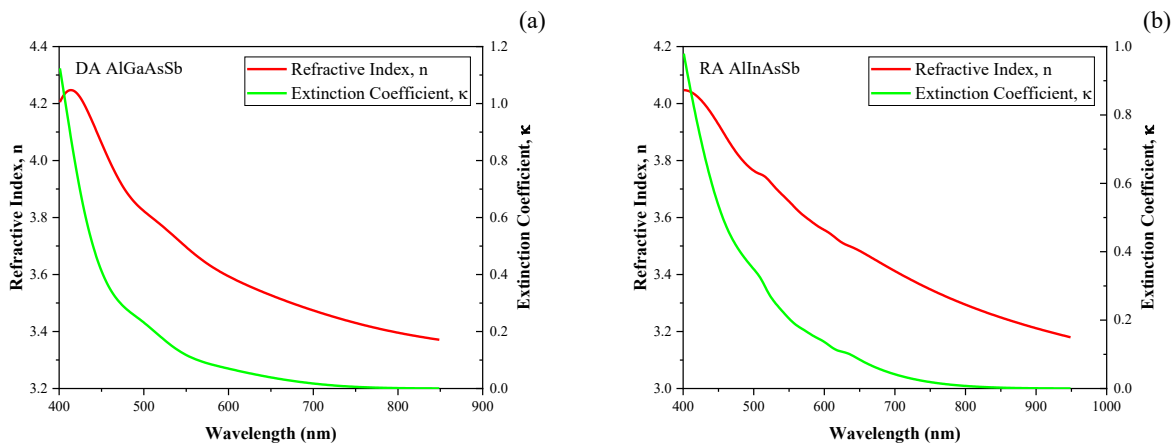 (a)
DA AlGaAsSb
Refractive Index, n
Extinction Coefficient, κ
4.4
4.2
4.0
3.8
3.6
3.4
3.2
Refractive Index, n
1.2
1.0
0.8
0.6
0.4
0.2
0.0
Extinction Coefficient, κ
400 500 600 700 800 900
Wavelength (nm)
(b)
RA AlInAsSb
Refractive Index, n
Extinction Coefficient, κ
4.2
4.0
3.8
3.6
3.4
3.2
3.0
Refractive Index, n
1.0
0.8
0.6
0.4
0.2
0.0
Extinction Coefficient, κ
400 500 600 700 800 900 1000
Wavelength (nm)